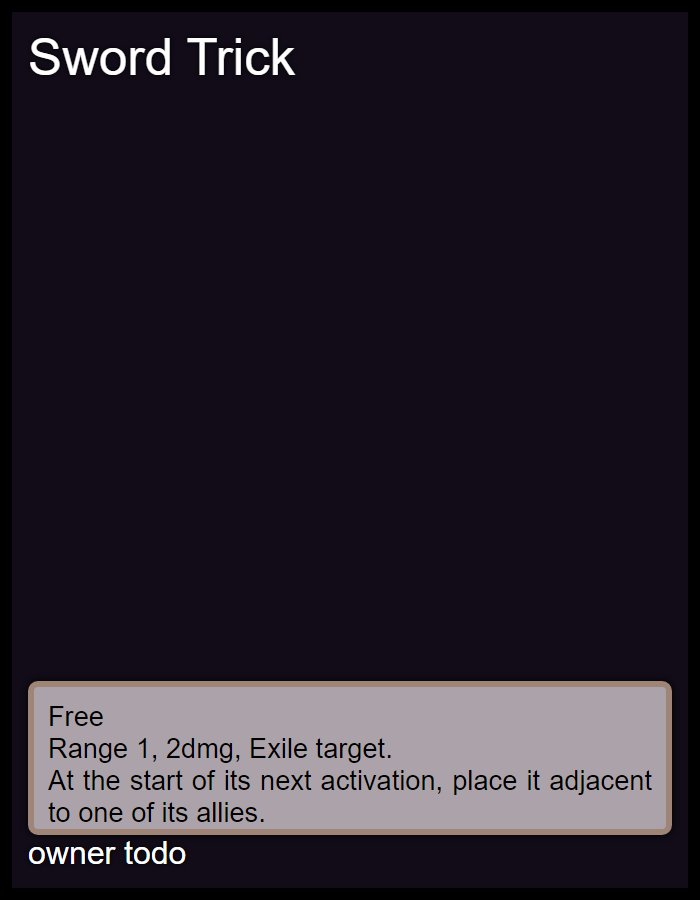 Sword Trick
Free
Range 1, 2dmg, Exile target.
At the start of its next activation, place it adjacent
to one of its allies.
owner todo